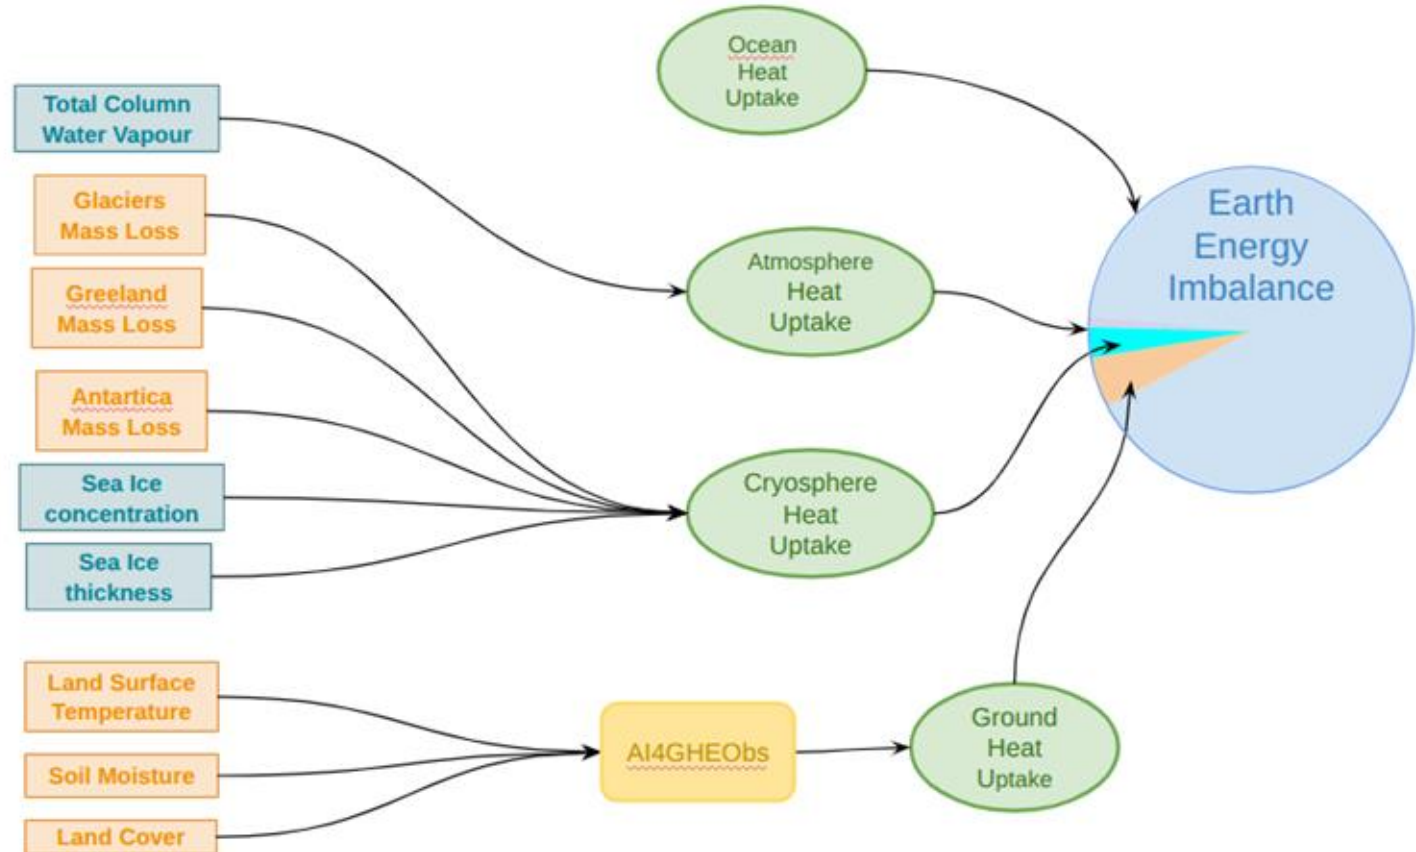 Ocean
Heat
Uptake
Total Column
Water Vapour
Glaciers
Mass Loss
Greeland
Mass Loss
Antartica
Mass Loss
Sea Ice
concentration
Sea Ice
thickness
Land Surface
Temperature
Soil Moisture
Land Cover
Atmosphere
Heat
Uptake
Cryosphere
Heat
Uptake
AI4GHEObs
Ground
Heat
Uptake
Earth
Energy
Imbalance